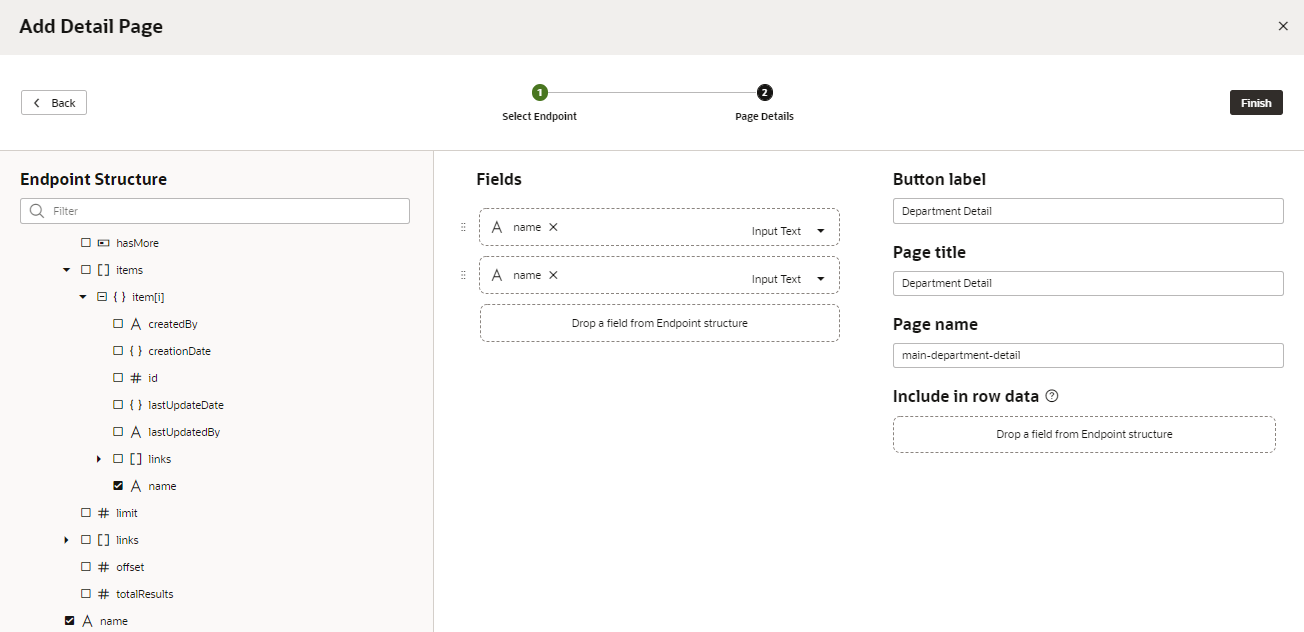 Add Detail Page
Back
1
Select Endpoint
2
Page Details
Finish
Endpoint Structure
Filter
hasMore
[ ] items
{ } item[i]
A createdBy
{ } creationDate
# id
{ } lastUpdateDate
A lastUpdatedBy
[ ] links
A name
# limit
[ ] links
# offset
# totalResults
A name
Fields
A name Input Text
A name Input Text
Drop a field from Endpoint structure
Button label
Department Detail
Page title
Department Detail
Page name
main-department-detail
Include in row data ?
Drop a field from Endpoint structure